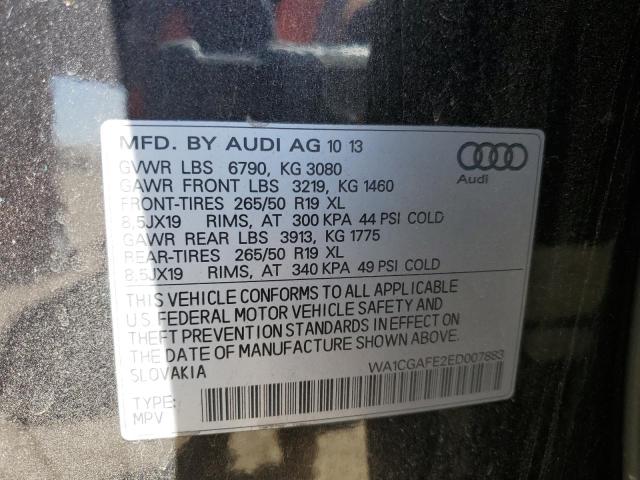 MFD. BY AUDI AG 10 13
GVWR LBS 6790, KG 3080
GAWR FRONT LBS 3219, KG 1460
FRONT-TIRES 265/50 R19 XL
8,5JX19 RIMS, AT 300 KPA 44 PSI COLD
GAWR REAR LBS 3913, KG 1775
REAR-TIRES 265/50 R19 XL
8,5JX19 RIMS, AT 340 KPA 49 PSI COLD
Audi
THIS VEHICLE CONFORMS TO ALL APPLICABLE
U S FEDERAL MOTOR VEHICLE SAFETY AND
THEFT PREVENTION STANDARDS IN EFFECT ON
THE DATE OF MANUFACTURE SHOWN ABOVE.
SLOVAKIA
WA1CGAFE2ED007883
TYPE:
MPV